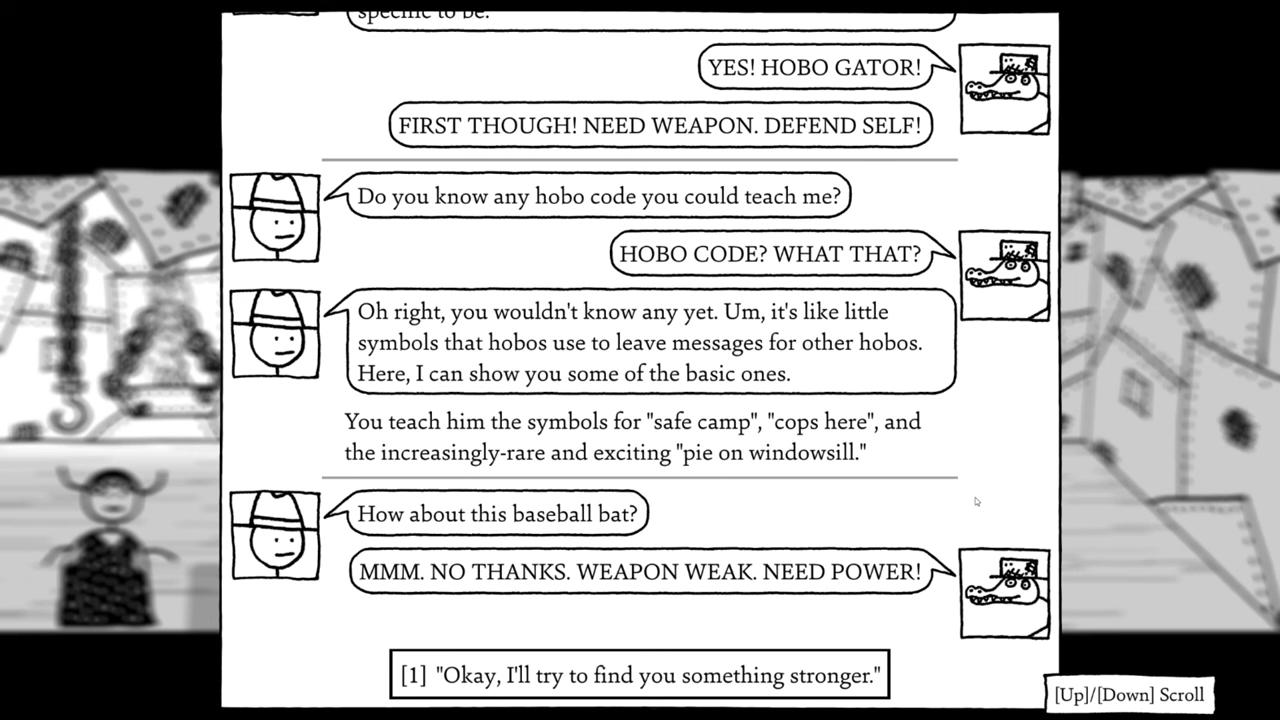 specific to be.
YES! HOBO GATOR!
FIRST THOUGH! NEED WEAPON. DEFEND SELF!
Do you know any hobo code you could teach me?
HOBO CODE? WHAT THAT?
Oh right, you wouldn't know any yet. Um, it's like little
symbols that hobos use to leave messages for other hobos.
Here, I can show you some of the basic ones.
You teach him the symbols for "safe camp", "cops here", and
the increasingly-rare and exciting "pie on windowsill."
How about this baseball bat?
MMM. NO THANKS. WEAPON WEAK. NEED POWER!
[1] "Okay, I'll try to find you something stronger."
[Up]/[Down] Scroll